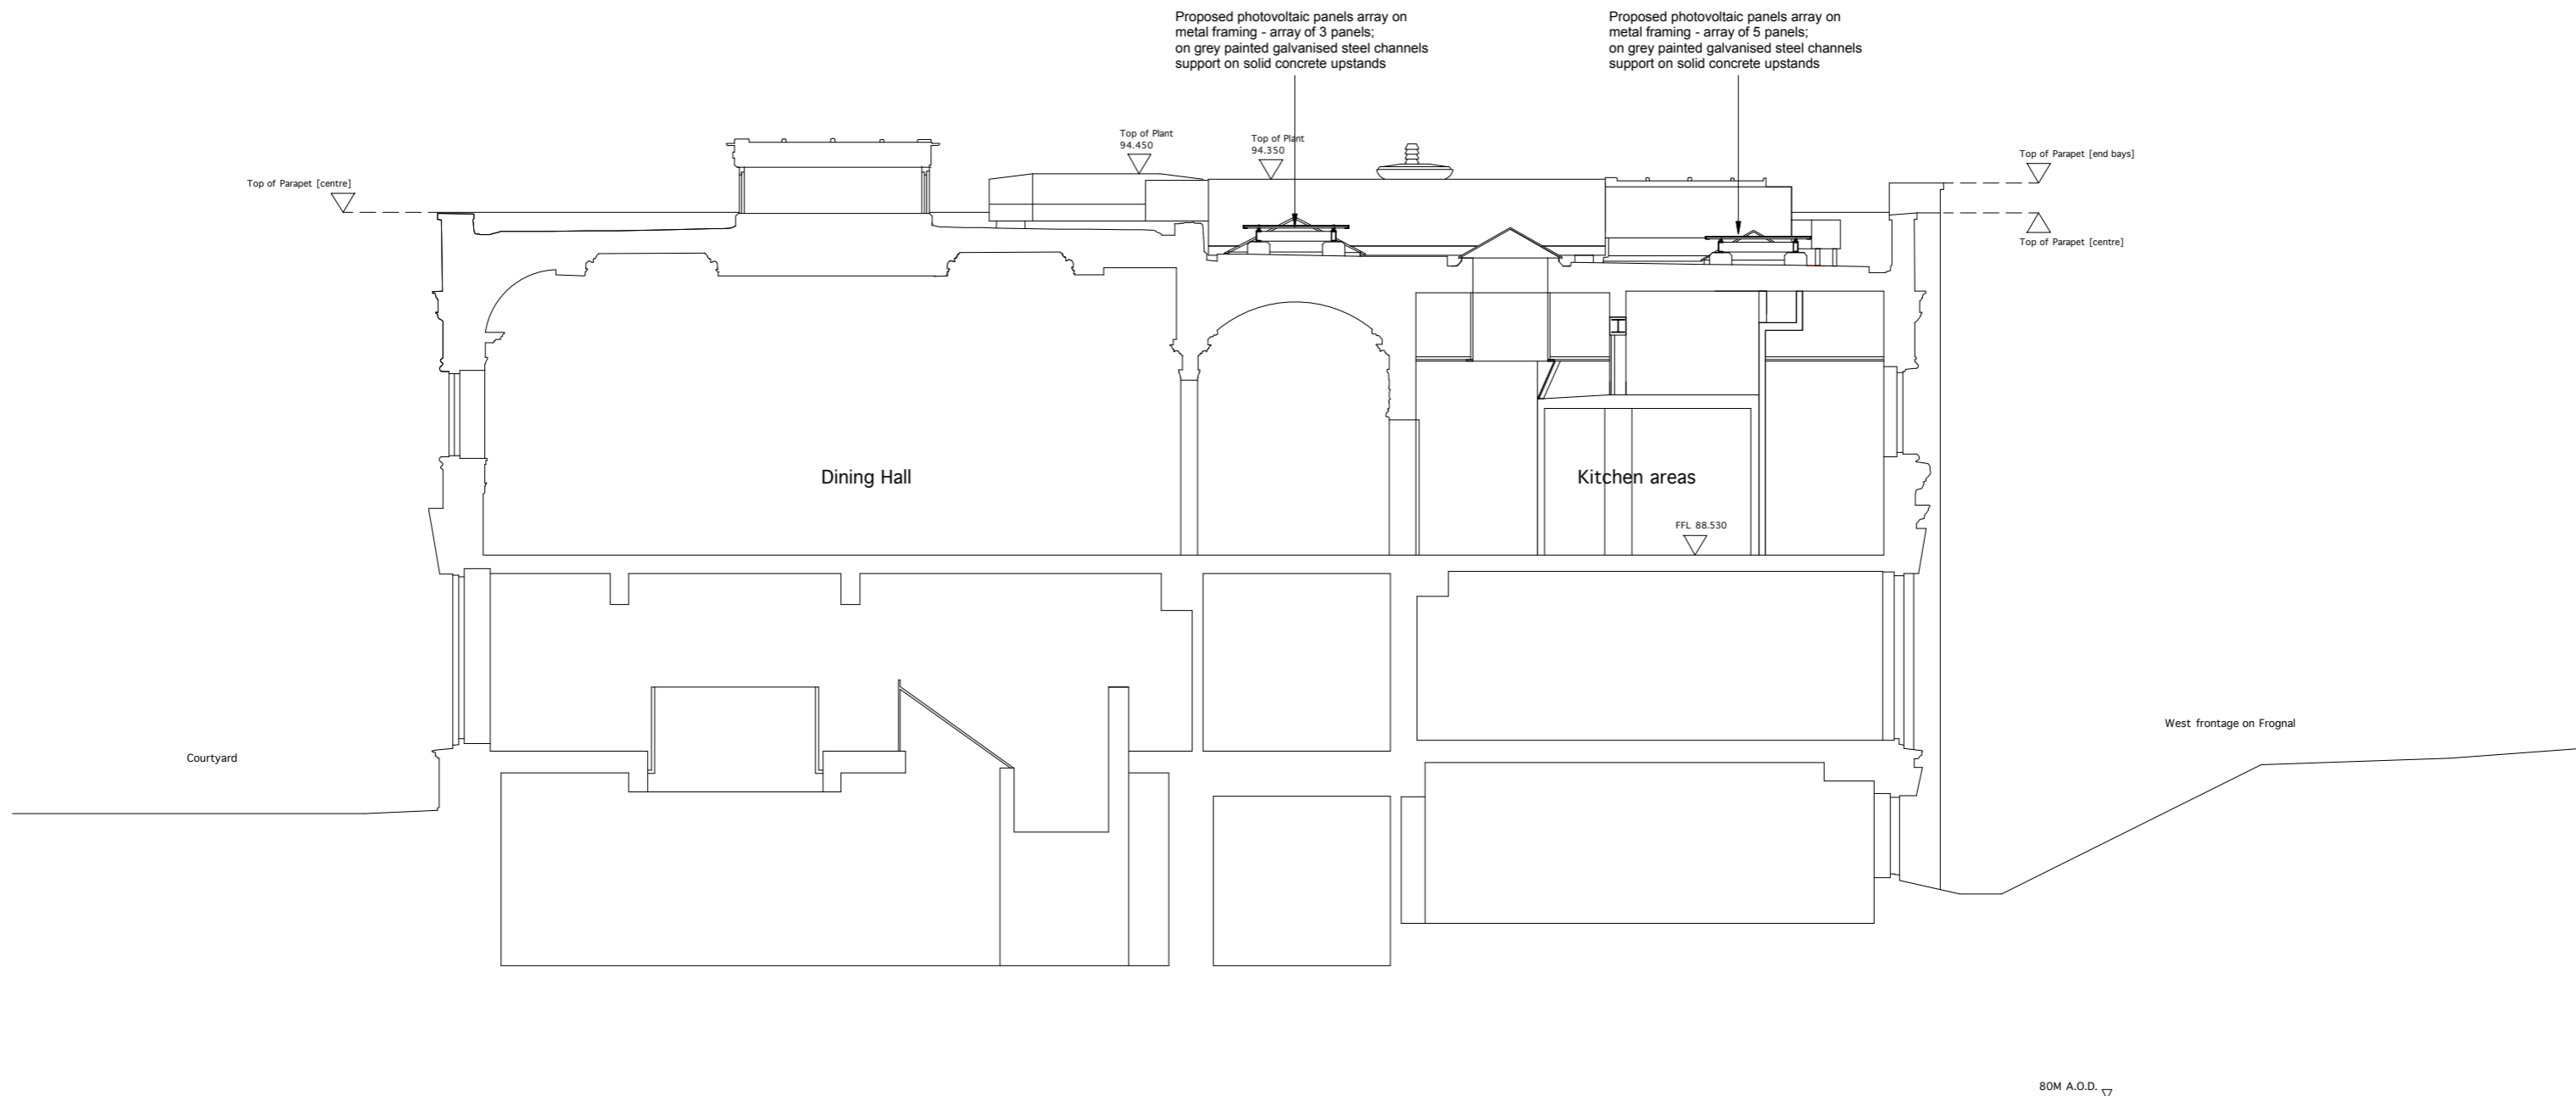 Proposed photovoltaic panels array on
metal framing - array of 3 panels;
on grey painted galvanised steel channels
support on solid concrete upstands
Proposed photovoltaic panels array on
metal framing - array of 5 panels;
on grey painted galvanised steel channels
support on solid concrete upstands
Top of Plant
94.450
Top of Plant
94.350
Top of Parapet [end bays]
Top of Parapet [centre]
Top of Parapet [centre]
Dining Hall
Kitchen areas
FFL 88.530
West frontage on Frognal
Courtyard
80M A.O.D.